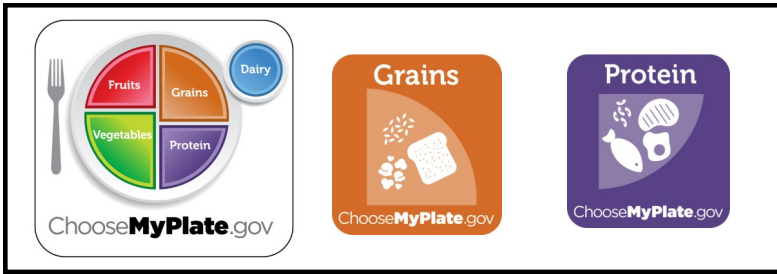 Fruits
Grains
Dairy
Vegetables
Protein
ChooseMyPlate.gov
Grains
ChooseMyPlate.gov
Protein
ChooseMyPlate.gov